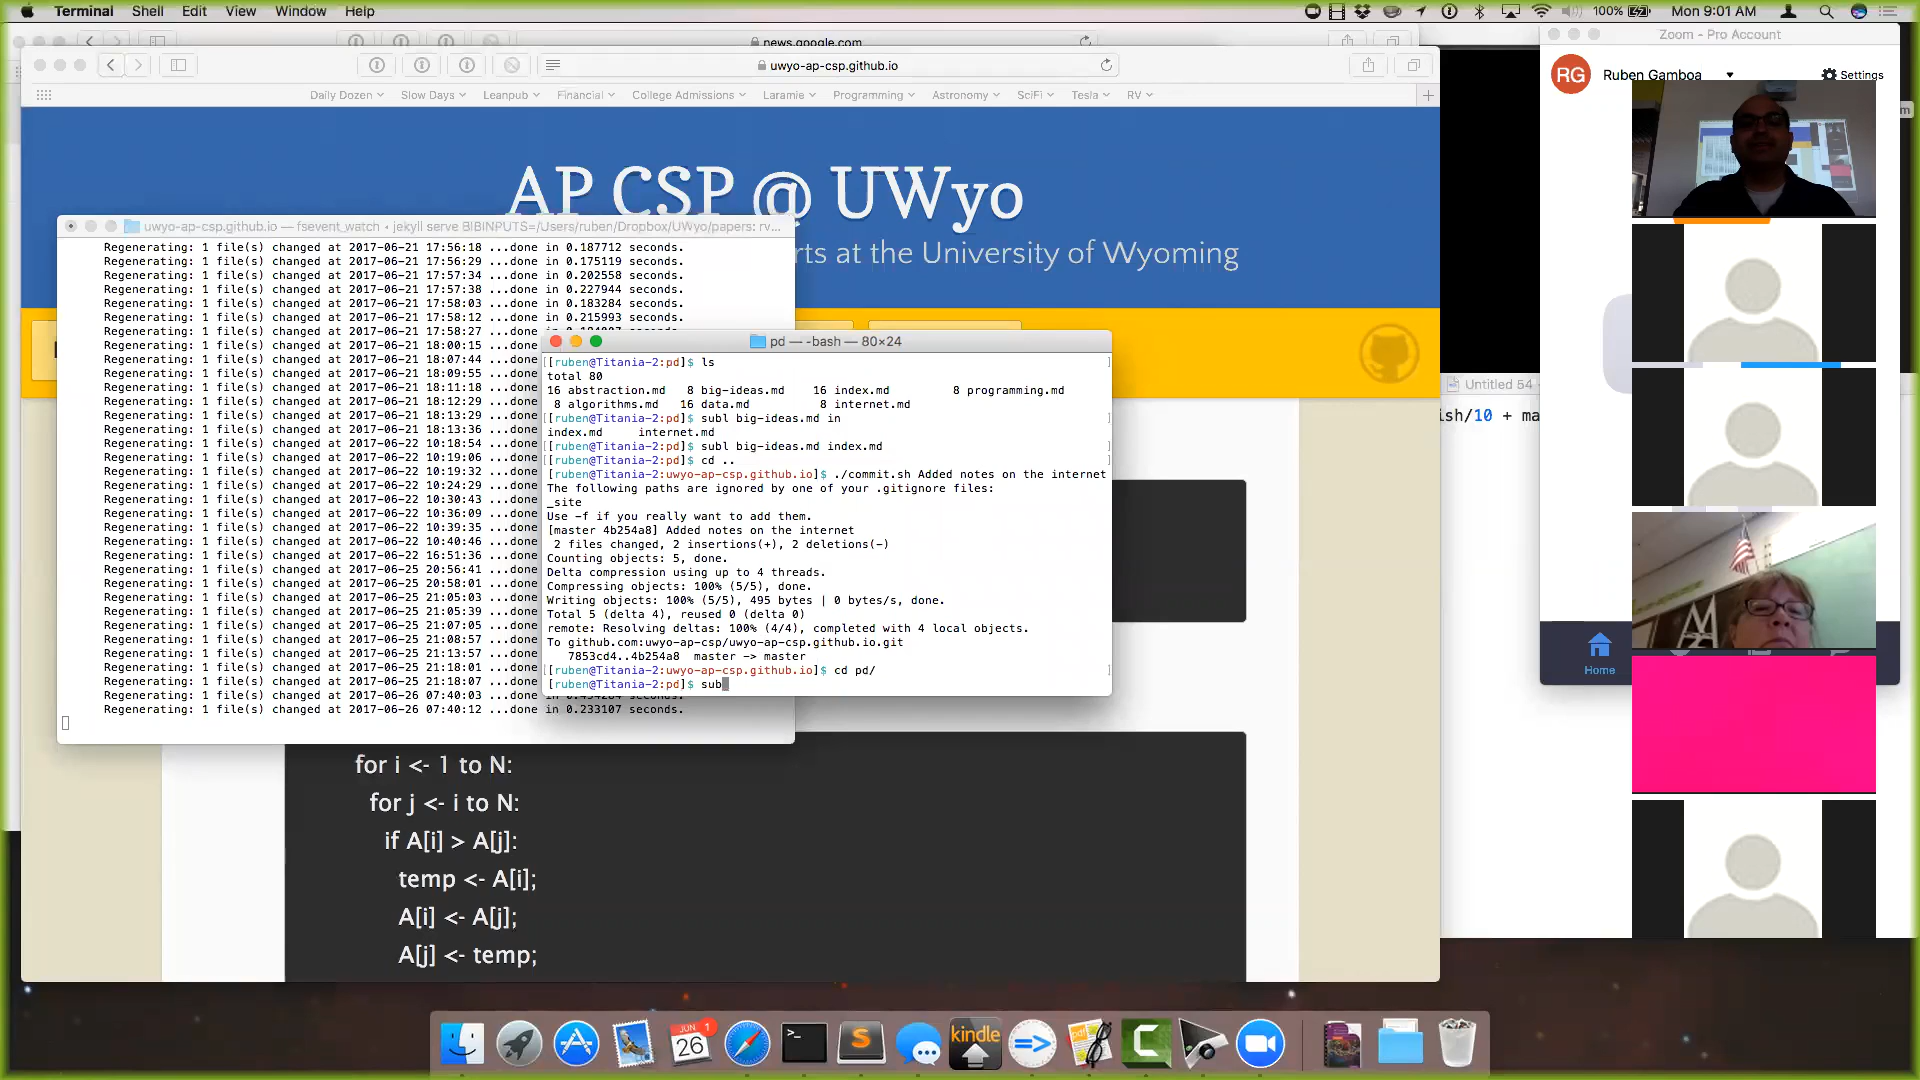 Terminal Shell Edit View Window Help
100% Mon 9:01 AM
news.google.com
uwyo-ap-csp.github.io
Daily Dozen Slow Days Leanpub Financial College Admissions Laramie Programming Astronomy SciFi Tesla RV
AP CSP @ UWyo
rts at the University of Wyoming
uwyo-ap-csp.github.io — fsevent_watch • jekyll serve BIBINPUTS=/Users/ruben/Dropbox/UWyo/papers: rv...
Regenerating: 1 file(s) changed at 2017-06-21 17:56:18 ...done in 0.187712 seconds.
Regenerating: 1 file(s) changed at 2017-06-21 17:56:29 ...done in 0.175119 seconds.
Regenerating: 1 file(s) changed at 2017-06-21 17:57:34 ...done in 0.202558 seconds.
Regenerating: 1 file(s) changed at 2017-06-21 17:57:38 ...done in 0.227944 seconds.
Regenerating: 1 file(s) changed at 2017-06-21 17:58:03 ...done in 0.183284 seconds.
Regenerating: 1 file(s) changed at 2017-06-21 17:58:12 ...done in 0.215993 seconds.
Regenerating: 1 file(s) changed at 2017-06-21 17:58:27 ...done in
Regenerating: 1 file(s) changed at 2017-06-21 18:00:15 ...done
Regenerating: 1 file(s) changed at 2017-06-21 18:07:44 ...done
Regenerating: 1 file(s) changed at 2017-06-21 18:09:55 ...done
Regenerating: 1 file(s) changed at 2017-06-21 18:11:18 ...done
Regenerating: 1 file(s) changed at 2017-06-21 18:12:29 ...done
Regenerating: 1 file(s) changed at 2017-06-21 18:13:29 ...done
Regenerating: 1 file(s) changed at 2017-06-21 18:13:36 ...done
Regenerating: 1 file(s) changed at 2017-06-22 10:18:54 ...done
Regenerating: 1 file(s) changed at 2017-06-22 10:19:32 ...done
Regenerating: 1 file(s) changed at 2017-06-22 10:24:29 ...done
Regenerating: 1 file(s) changed at 2017-06-22 10:30:43 ...done
Regenerating: 1 file(s) changed at 2017-06-22 10:36:09 ...done
Regenerating: 1 file(s) changed at 2017-06-22 10:39:35 ...done
Regenerating: 1 file(s) changed at 2017-06-22 10:40:46 ...done
Regenerating: 1 file(s) changed at 2017-06-22 16:51:36 ...done
Regenerating: 1 file(s) changed at 2017-06-25 20:56:41 ...done
Regenerating: 1 file(s) changed at 2017-06-25 20:58:01 ...done
Regenerating: 1 file(s) changed at 2017-06-25 21:05:03 ...done
Regenerating: 1 file(s) changed at 2017-06-25 21:05:39 ...done
Regenerating: 1 file(s) changed at 2017-06-25 21:07:05 ...done
Regenerating: 1 file(s) changed at 2017-06-25 21:08:57 ...done
Regenerating: 1 file(s) changed at 2017-06-25 21:13:57 ...done
Regenerating: 1 file(s) changed at 2017-06-25 21:18:01 ...done
Regenerating: 1 file(s) changed at 2017-06-25 21:18:07 ...done
Regenerating: 1 file(s) changed at 2017-06-26 07:40:03 ...done in seconds.
Regenerating: 1 file(s) changed at 2017-06-26 07:40:12 ...done in 0.233107 seconds.
pd — -bash — 80×24
[[ruben@Titania-2:pd]$ ls ]
total 80
16 abstraction.md 8 big-ideas.md 16 index.md 8 programming.md
8 algorithms.md 16 data.md 8 internet.md
[[ruben@Titania-2:pd]$ subl big-ideas.md in ]
index.md internet.md
[[ruben@Titania-2:pd]$ subl big-ideas.md index.md ]
[[ruben@Titania-2:pd]$ cd .. ]
[ruben@Titania-2:uwyo-ap-csp.github.io]$ ./commit.sh Added notes on the internet
The following paths are ignored by one of your .gitignore files:
_site
Use -f if you really want to add them.
[master 4b254a8] Added notes on the internet
2 files changed, 2 insertions(+), 2 deletions(-)
Counting objects: 5, done.
Delta compression using up to 4 threads.
Compressing objects: 100% (5/5), done.
Writing objects: 100% (5/5), 495 bytes | 0 bytes/s, done.
Total 5 (delta 4), reused 0 (delta 0)
remote: Resolving deltas: 100% (4/4), completed with 4 local objects.
To github.com:uwyo-ap-csp/uwyo-ap-csp.github.io.git
7853cd4..4b254a8 master -> master
[[ruben@Titania-2:uwyo-ap-csp.github.io]$ cd pd/ ]
[ruben@Titania-2:pd]$ sub
for i <- 1 to N:
for j <- i to N:
if A[i] > A[j]:
temp <- A[i];
A[i] <- A[j];
A[j] <- temp;
Zoom - Pro Account
RG Ruben Gamboa Settings
Home
Untitled 54
ish/10 + ma
JUN 1
26
kindle